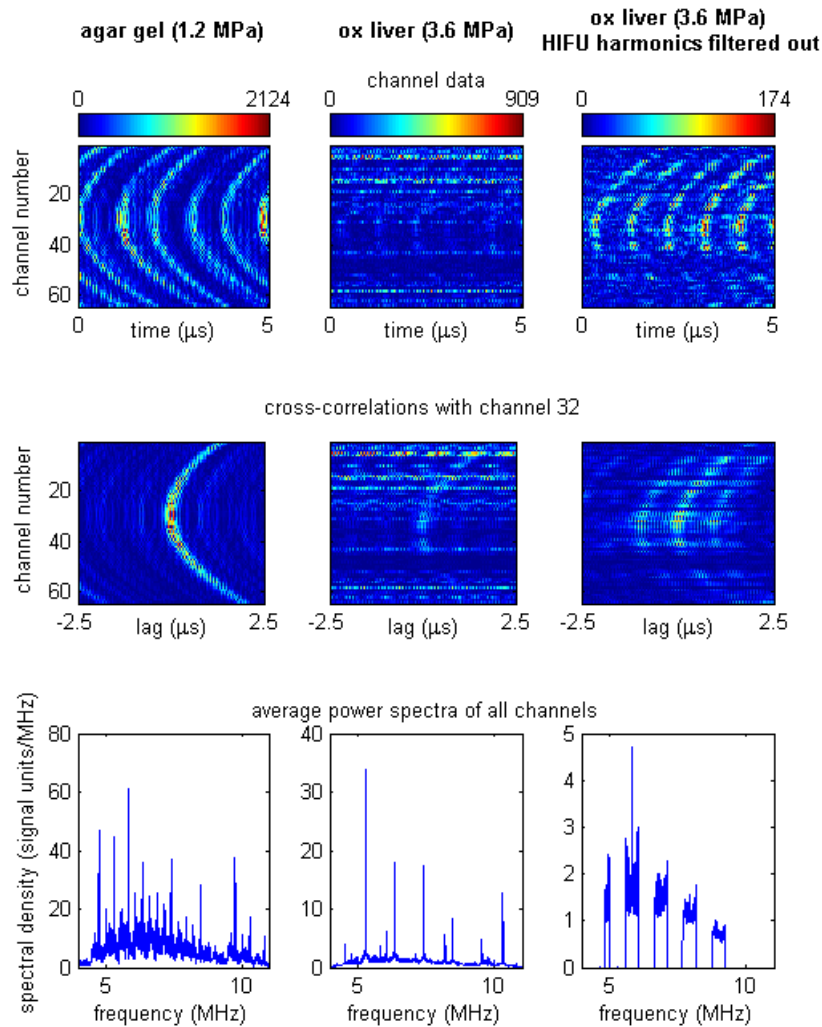 agar gel (1.2 MPa)
ox liver (3.6 MPa)
ox liver (3.6 MPa)
HIFU harmonics filtered out
channel data
0 2124
0 909
0 174
channel number
20
40
60
0 5
time (μs)
0 5
time (μs)
0 5
time (μs)
cross-correlations with channel 32
channel number
20
40
60
-2.5 2.5
lag (μs)
-2.5 2.5
lag (μs)
-2.5 2.5
lag (μs)
average power spectra of all channels
spectral density (signal units/MHz)
80
60
40
20
0
5 10
frequency (MHz)
40
30
20
10
0
5 10
frequency (MHz)
5
4
3
2
1
0
5 10
frequency (MHz)